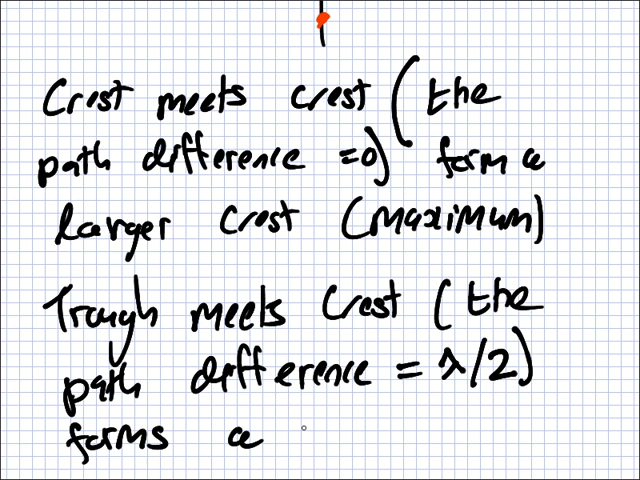 Crest meets crest (the
path difference =0) form a
larger crest (maximum)
Trough meets crest (the
path difference = λ/2)
forms a